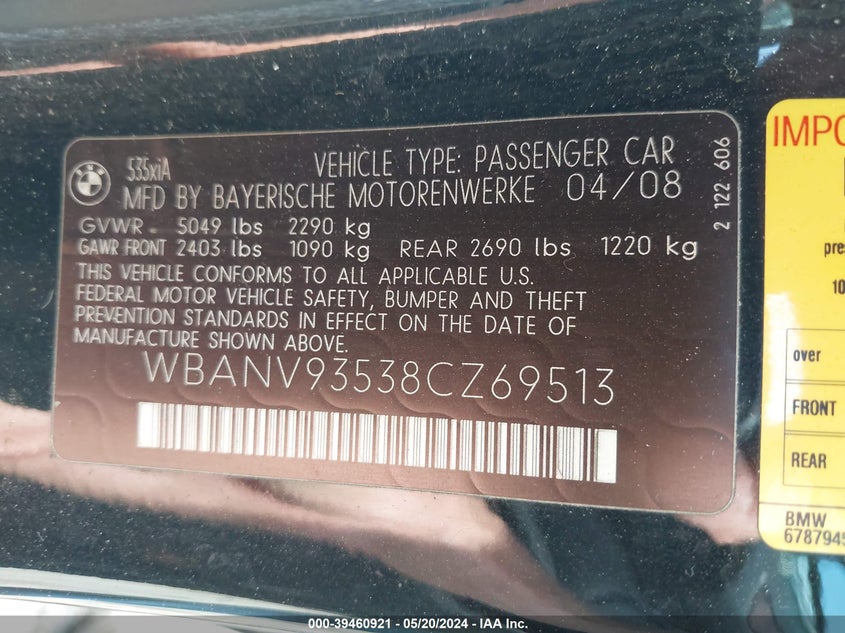 BMW
535xiA
VEHICLE TYPE: PASSENGER CAR
MFD BY BAYERISCHE MOTORENWERKE 04/08
GVWR - 5049 lbs 2290 kg
GAWR FRONT 2403 lbs 1090 kg REAR 2690 lbs 1220 kg
THIS VEHICLE CONFORMS TO ALL APPLICABLE U.S.
FEDERAL MOTOR VEHICLE SAFETY, BUMPER AND THEFT
PREVENTION STANDARDS IN EFFECT ON THE DATE OF
MANUFACTURE SHOWN ABOVE.
WBANV93538CZ69513
2 122 606
over
FRONT
REAR
BMW
000-39460921 - 05/20/2024 - IAA Inc.